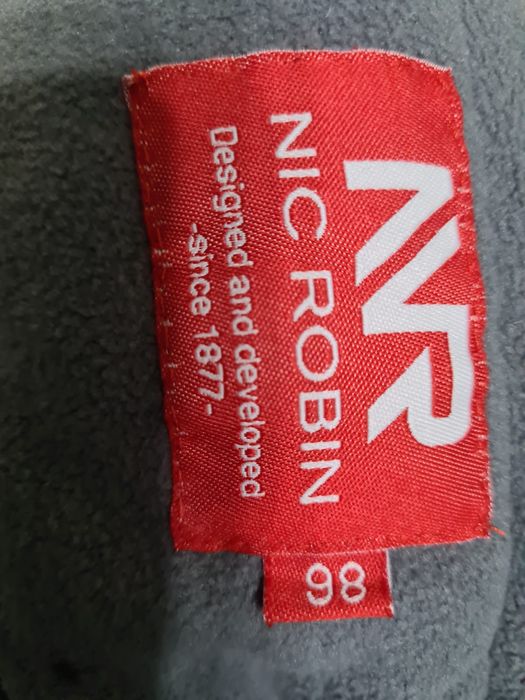 NR
NIC ROBIN
Designed and developed
-Since 1877-
98